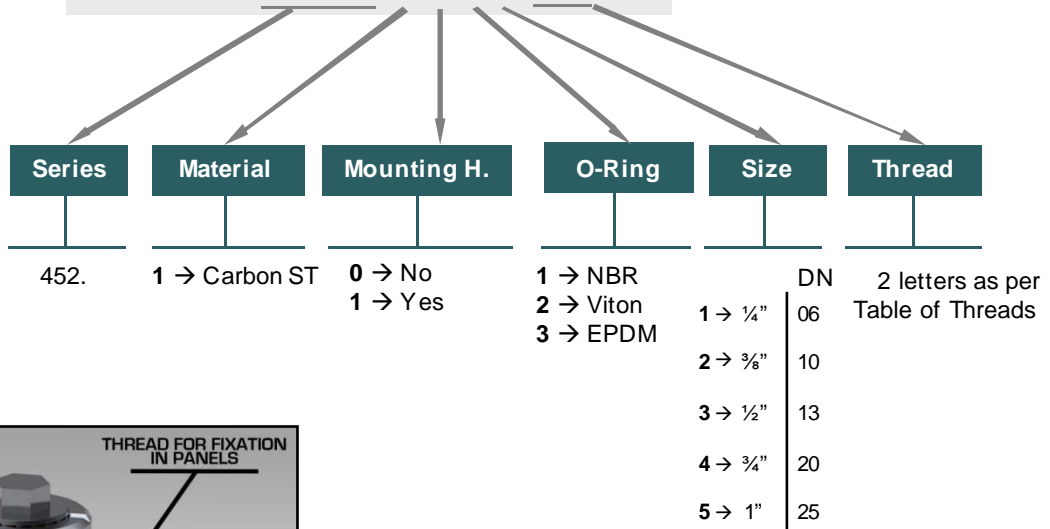 Series
Material
Mounting H.
O-Ring
Size
Thread
452.
1 → Carbon ST
0 → No
1 → Yes
1 → NBR
2 → Viton
3 → EPDM
DN
1 → ¼” 06
2 → ⅜” 10
3 → ½” 13
4 → ¾” 20
5 → 1” 25
2 letters as per
Table of Threads
THREAD FOR FIXATION
IN PANELS